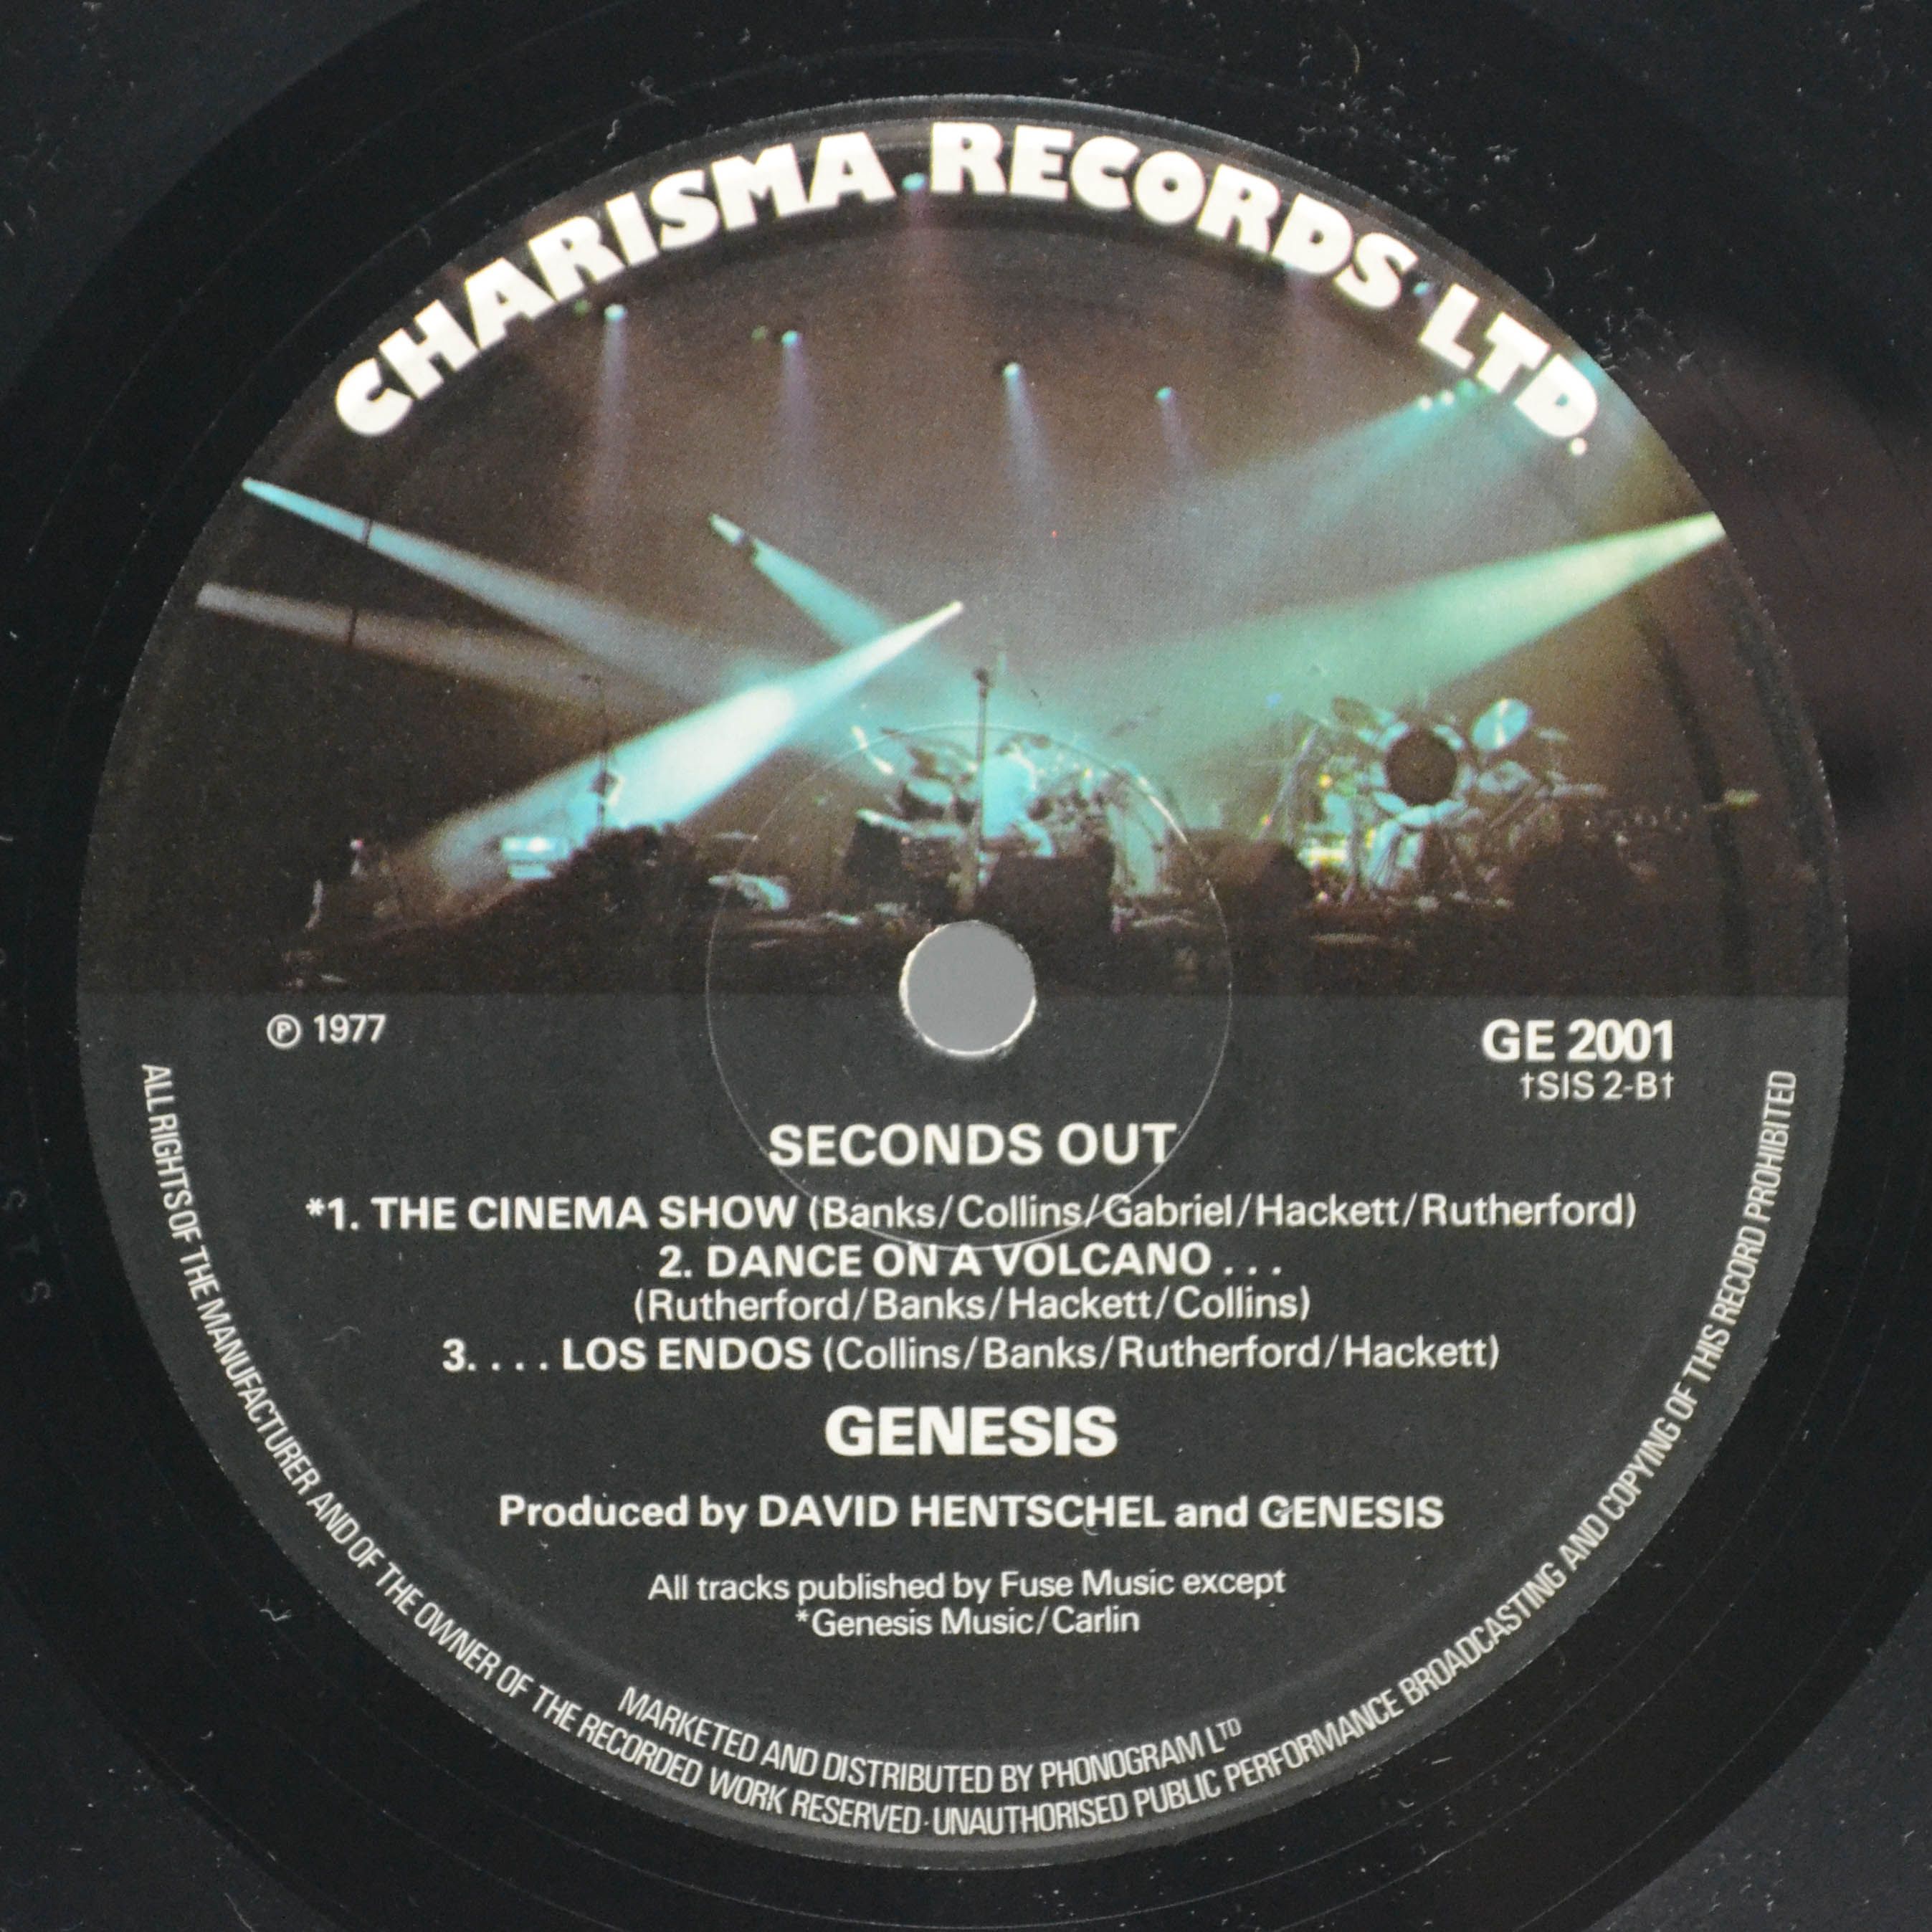 CHARISMA RECORDS LTD.
Ⓟ 1977
GE 2001
†SIS 2-B†
SECONDS OUT
*1. THE CINEMA SHOW (Banks/Collins/Gabriel/Hackett/Rutherford)
2. DANCE ON A VOLCANO . . .
(Rutherford/Banks/Hackett/Collins)
3. . . . LOS ENDOS (Collins/Banks/Rutherford/Hackett)
GENESIS
Produced by DAVID HENTSCHEL and GENESIS
All tracks published by Fuse Music except
*Genesis Music/Carlin
MARKETED AND DISTRIBUTED BY PHONOGRAM LTD
ALL RIGHTS OF THE MANUFACTURER AND OF THE OWNER OF THE RECORDED WORK RESERVED · UNAUTHORISED PUBLIC PERFORMANCE BROADCASTING AND COPYING OF THIS RECORD PROHIBITED